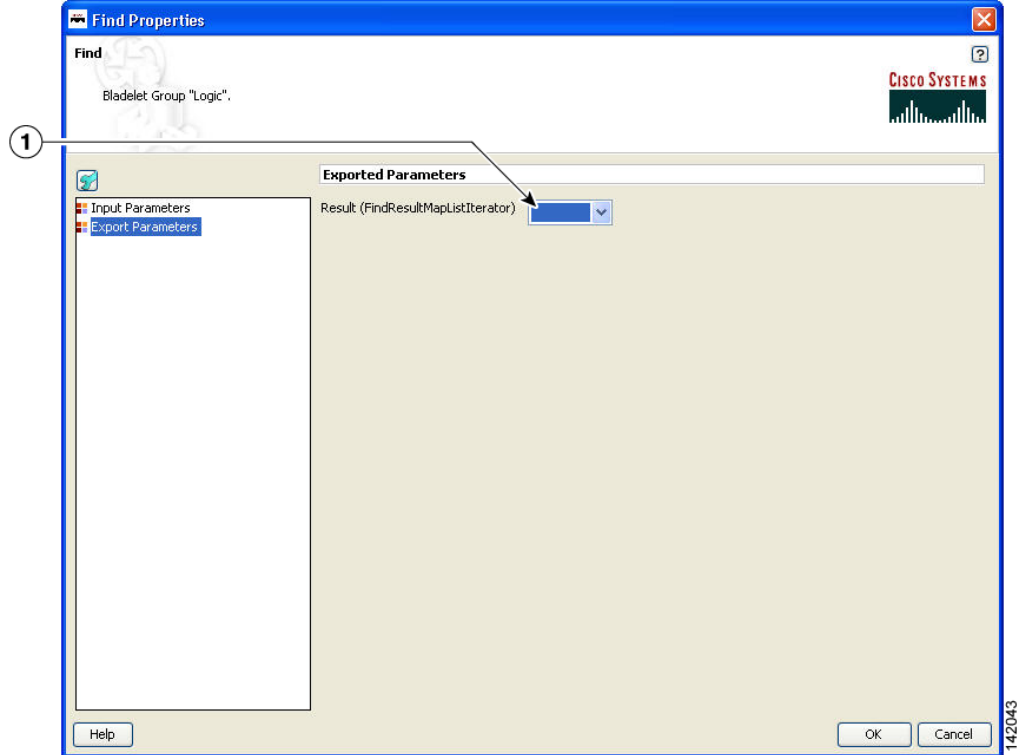 Find Properties
Find
?
Bladelet Group "Logic".
CISCO SYSTEMS
1
Exported Parameters
Input Parameters
Result (FindResultMapListIterator)
Export Parameters
Help
OK
Cancel
142043